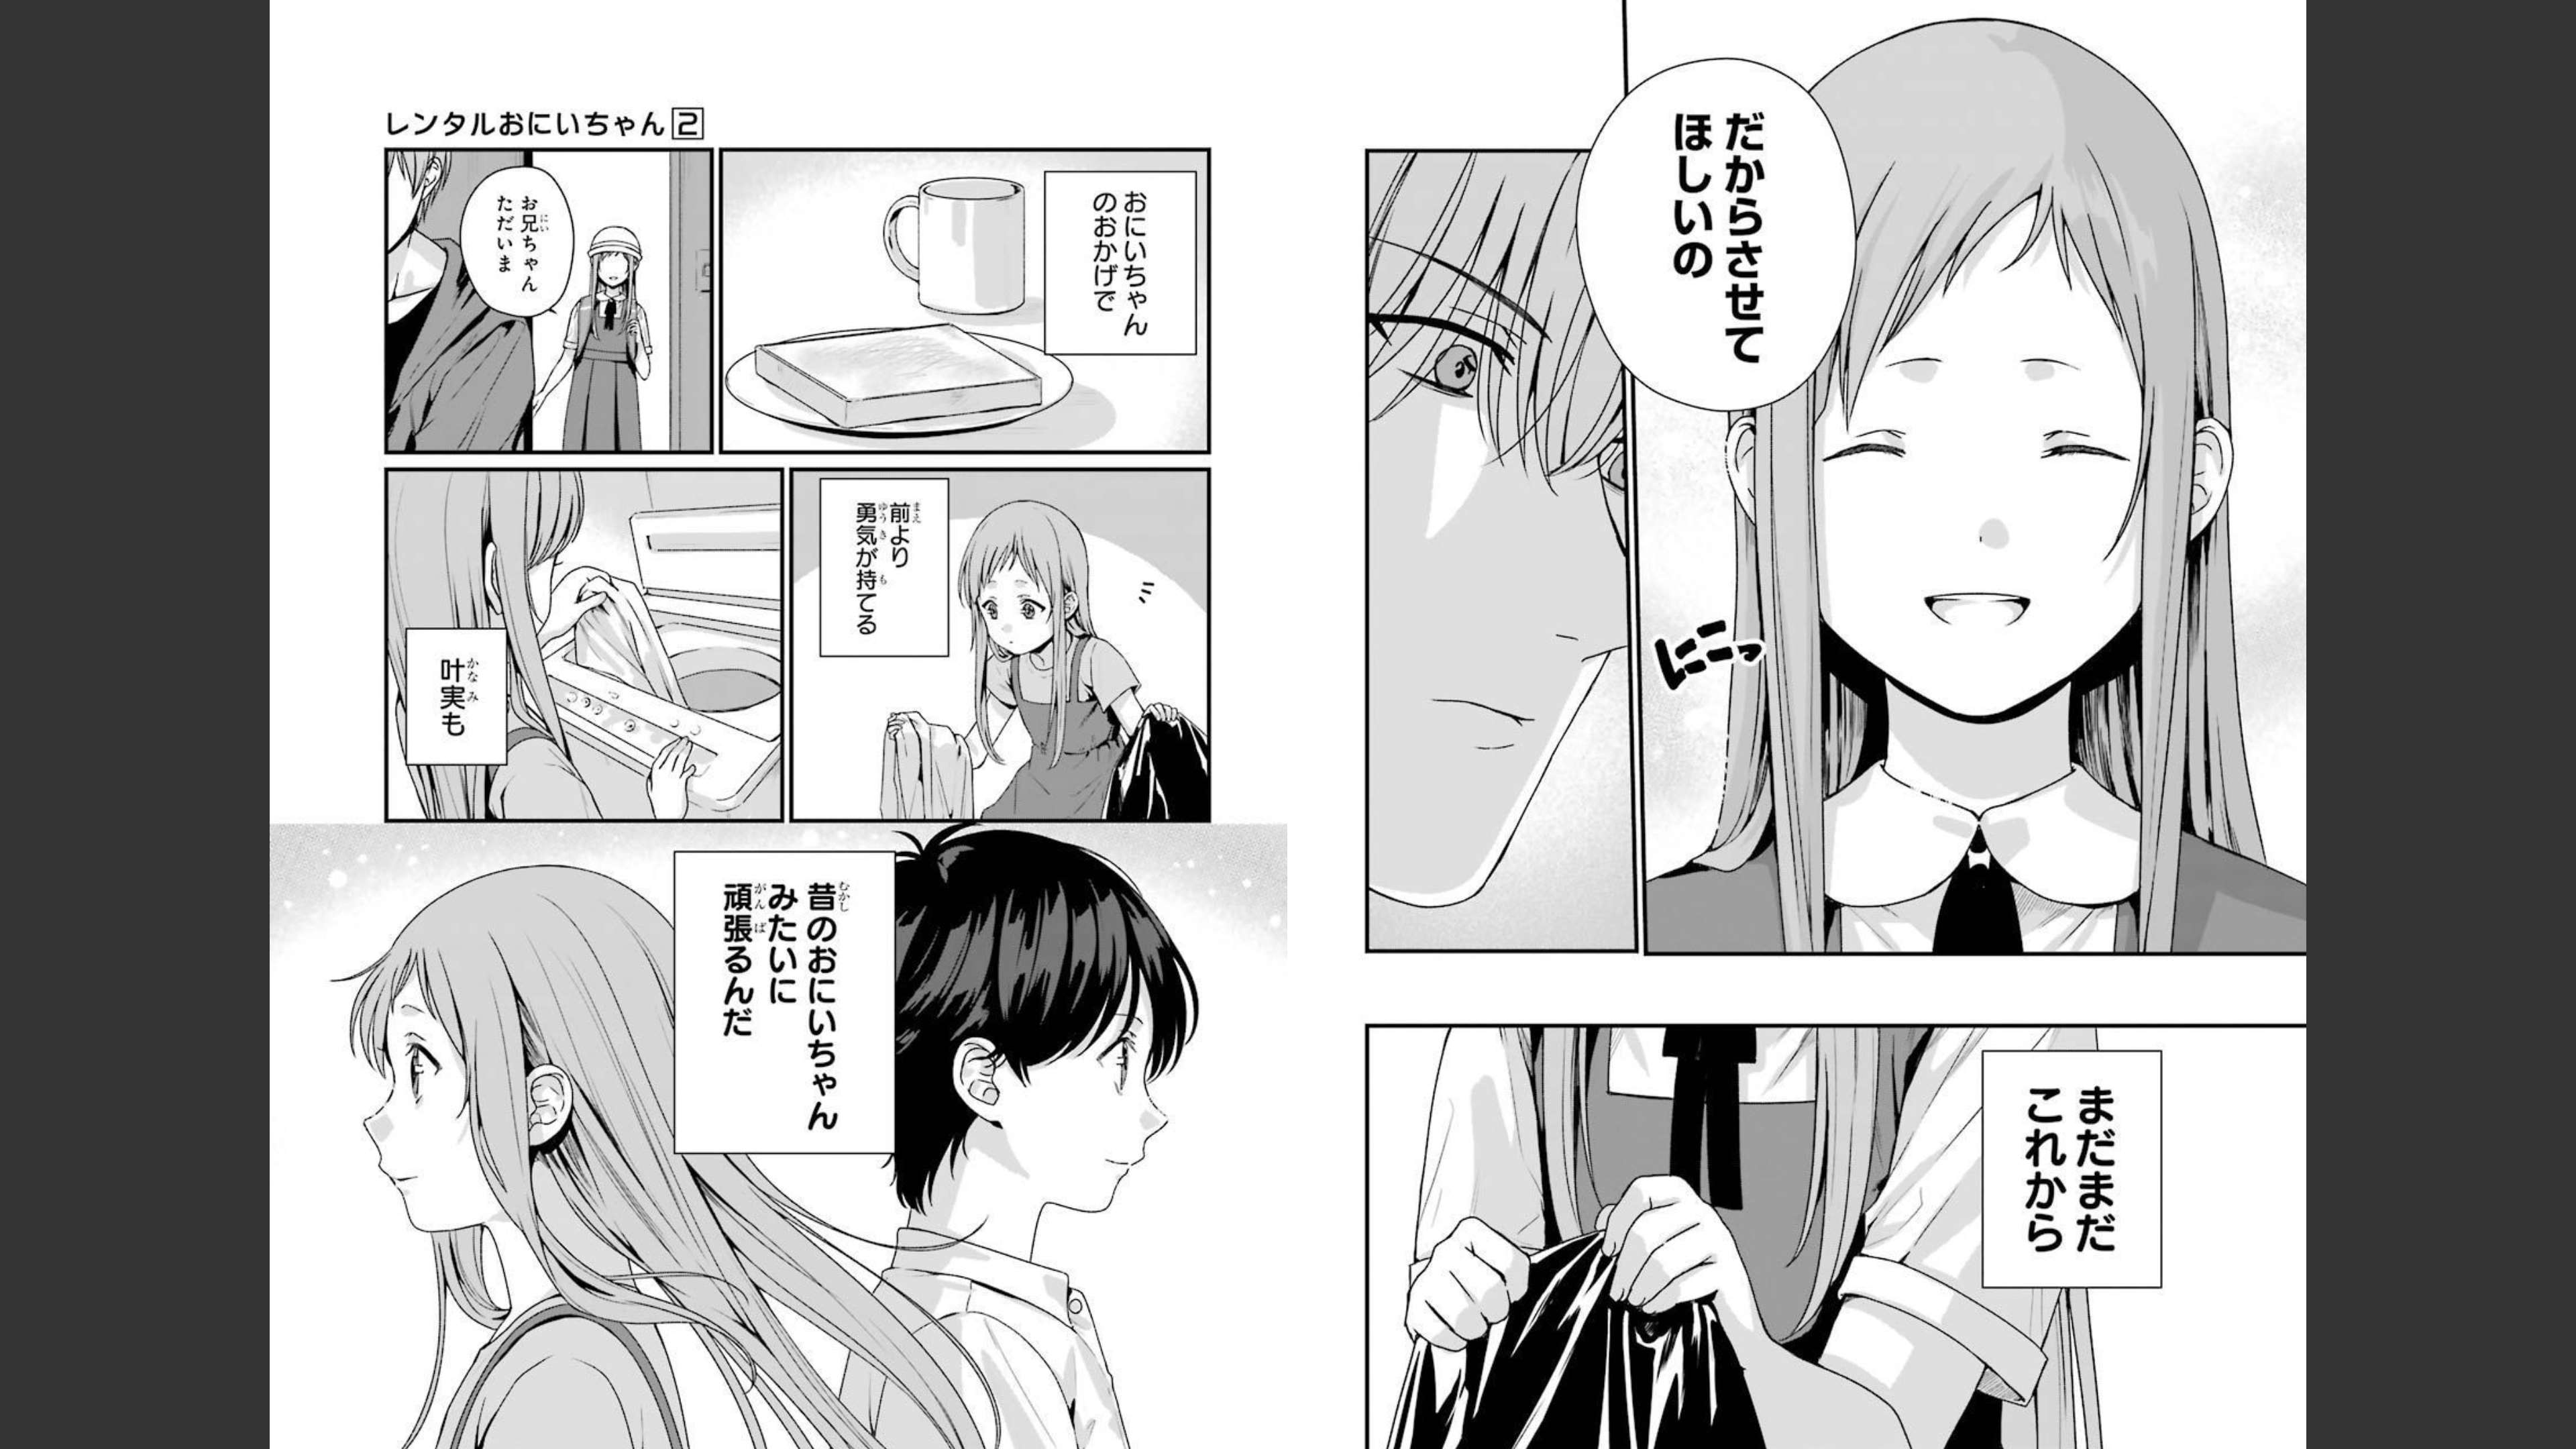 だからさせて
ほしいの
にこっ
まだまだ
これから
レンタルおにいちゃん2
おにいちゃん
のおかげで
お兄ちゃん
ただいま
前より
勇気が持てる
叶実も
昔のおにいちゃん
みたいに
頑張るんだ